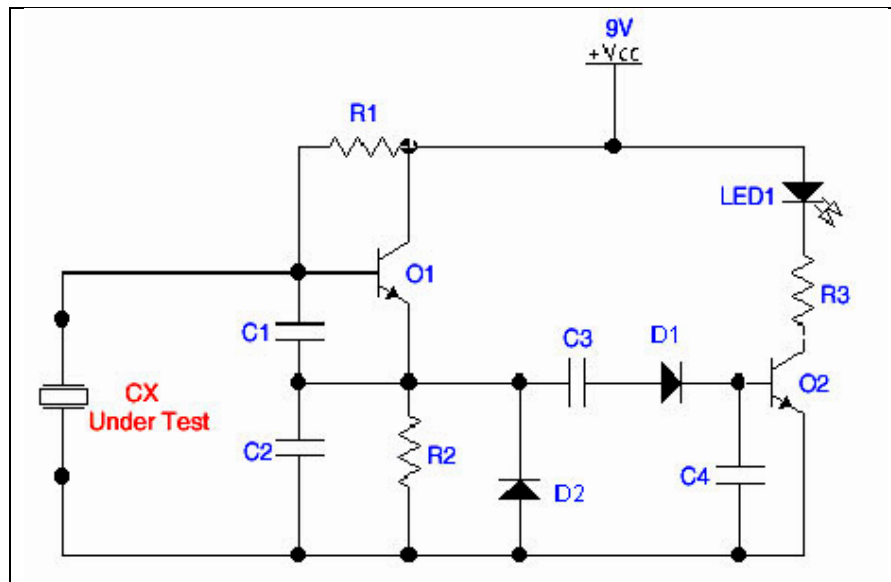 9V
+Vcc
R1
LED1
O1
R3
C1
C3
D1
O2
CX
Under Test
C2
R2
D2
C4